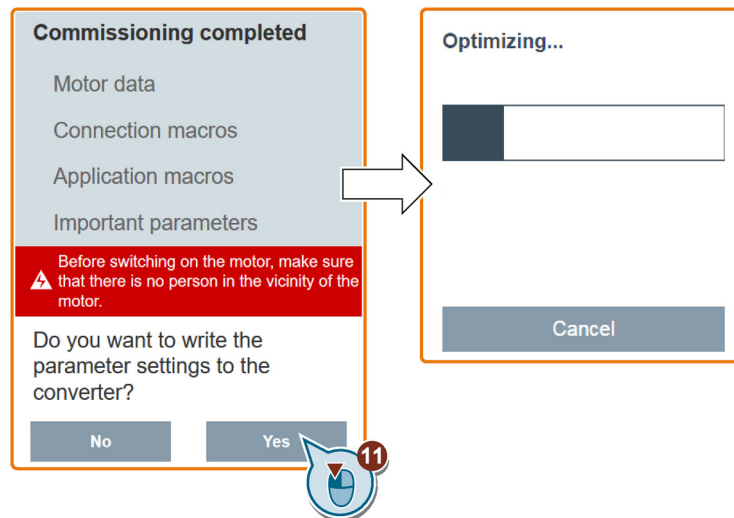 Commissioning completed
Motor data
Connection macros
Application macros
Important parameters
Before switching on the motor, make sure
that there is no person in the vicinity of the
motor.
Do you want to write the
parameter settings to the
converter?
No
Yes
11
Optimizing...
Cancel